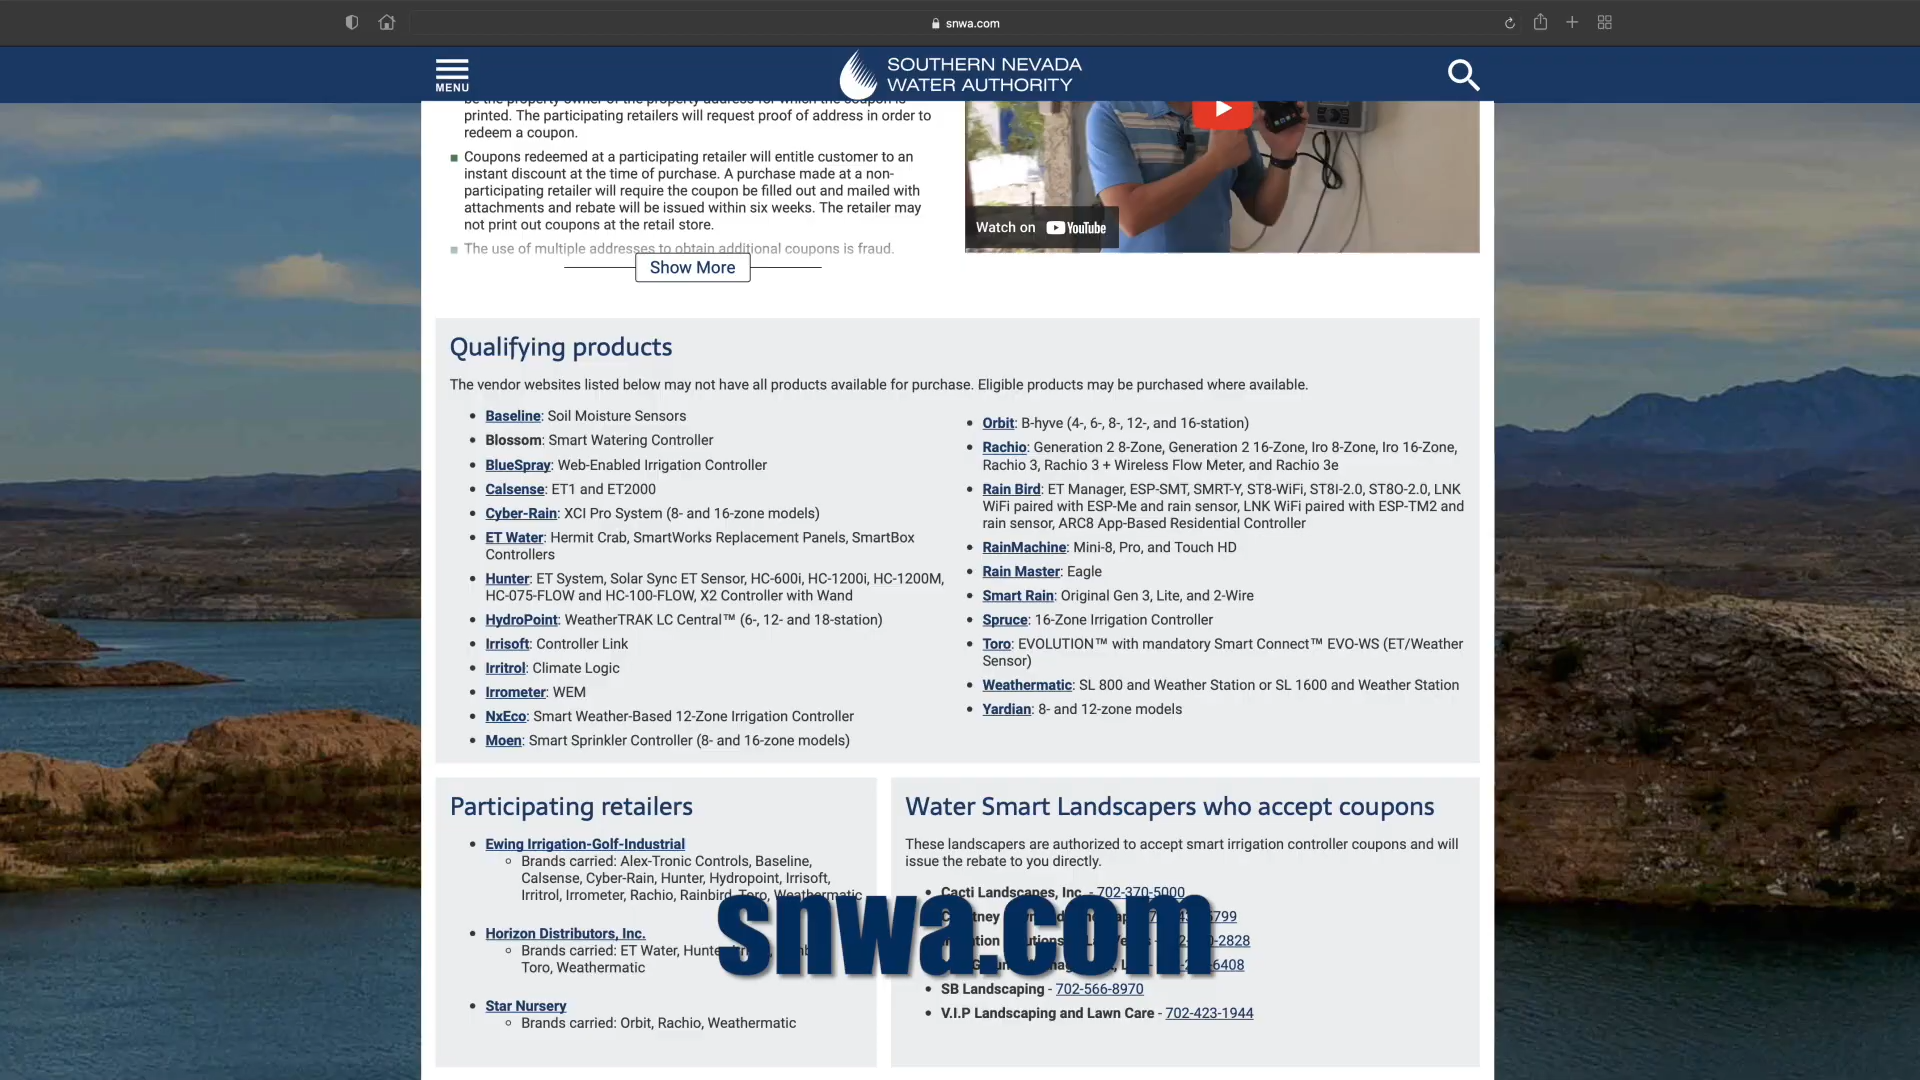 snwa.com
MENU
SOUTHERN NEVADA
WATER AUTHORITY
be the property owner of the property address for which the coupon is
printed. The participating retailers will request proof of address in order to
redeem a coupon.
Coupons redeemed at a participating retailer will entitle customer to an
instant discount at the time of purchase. A purchase made at a non-
participating retailer will require the coupon be filled out and mailed with
attachments and rebate will be issued within six weeks. The retailer may
not print out coupons at the retail store.
The use of multiple addresses to obtain additional coupons is fraud.
Show More
Watch on YouTube
Qualifying products
The vendor websites listed below may not have all products available for purchase. Eligible products may be purchased where available.
Baseline: Soil Moisture Sensors
Blossom: Smart Watering Controller
BlueSpray: Web-Enabled Irrigation Controller
Calsense: ET1 and ET2000
Cyber-Rain: XCI Pro System (8- and 16-zone models)
ET Water: Hermit Crab, SmartWorks Replacement Panels, SmartBox
Controllers
Hunter: ET System, Solar Sync ET Sensor, HC-600i, HC-1200i, HC-1200M,
HC-075-FLOW and HC-100-FLOW, X2 Controller with Wand
HydroPoint: WeatherTRAK LC Central™ (6-, 12- and 18-station)
Irrisoft: Controller Link
Irritrol: Climate Logic
Irrometer: WEM
NxEco: Smart Weather-Based 12-Zone Irrigation Controller
Moen: Smart Sprinkler Controller (8- and 16-zone models)
Orbit: B-hyve (4-, 6-, 8-, 12-, and 16-station)
Rachio: Generation 2 8-Zone, Generation 2 16-Zone, Iro 8-Zone, Iro 16-Zone,
Rachio 3, Rachio 3 + Wireless Flow Meter, and Rachio 3e
Rain Bird: ET Manager, ESP-SMT, SMRT-Y, ST8-WiFi, ST8I-2.0, ST8O-2.0, LNK
WiFi paired with ESP-Me and rain sensor, LNK WiFi paired with ESP-TM2 and
rain sensor, ARC8 App-Based Residential Controller
RainMachine: Mini-8, Pro, and Touch HD
Rain Master: Eagle
Smart Rain: Original Gen 3, Lite, and 2-Wire
Spruce: 16-Zone Irrigation Controller
Toro: EVOLUTION™ with mandatory Smart Connect™ EVO-WS (ET/Weather
Sensor)
Weathermatic: SL 800 and Weather Station or SL 1600 and Weather Station
Yardian: 8- and 12-zone models
Participating retailers
Ewing Irrigation-Golf-Industrial
Brands carried: Alex-Tronic Controls, Baseline,
Calsense, Cyber-Rain, Hunter, Hydropoint, Irrisoft,
Irritrol, Irrometer, Rachio, Rainbird, Toro, Weathermatic
Horizon Distributors, Inc.
Brands carried: ET Water,
Toro, Weathermatic
Star Nursery
Brands carried: Orbit, Rachio, Weathermatic
Water Smart Landscapers who accept coupons
These landscapers are authorized to accept smart irrigation controller coupons and will
issue the rebate to you directly.
Cacti Landscapes, Inc. - 702-370-5000
SB Landscaping - 702-566-8970
V.I.P Landscaping and Lawn Care - 702-423-1944
snwa.com